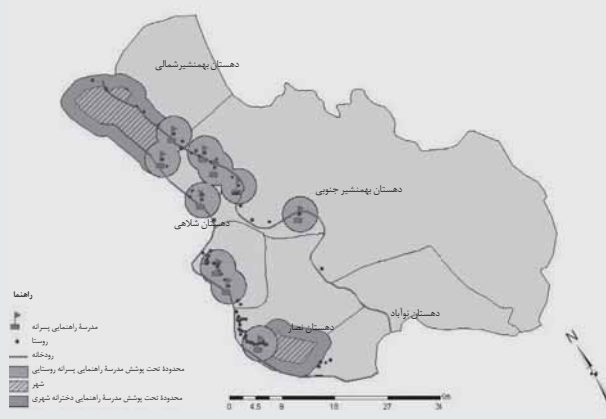 دهستان بهمنشیرشمالی
دهستان بهمنشیر جنوبی
دهستان شلاهی
دهستان نوآباد
دهستان نصار
راهنما
مدرسهٔ راهنمایی پسرانه
روستا
رودخانه
محدودهٔ تحت پوشش مدرسهٔ راهنمایی پسرانه روستایی
شهر
محدودهٔ تحت پوشش مدرسهٔ راهنمایی دخترانه شهری
N
0 4.5 9 18 27 36